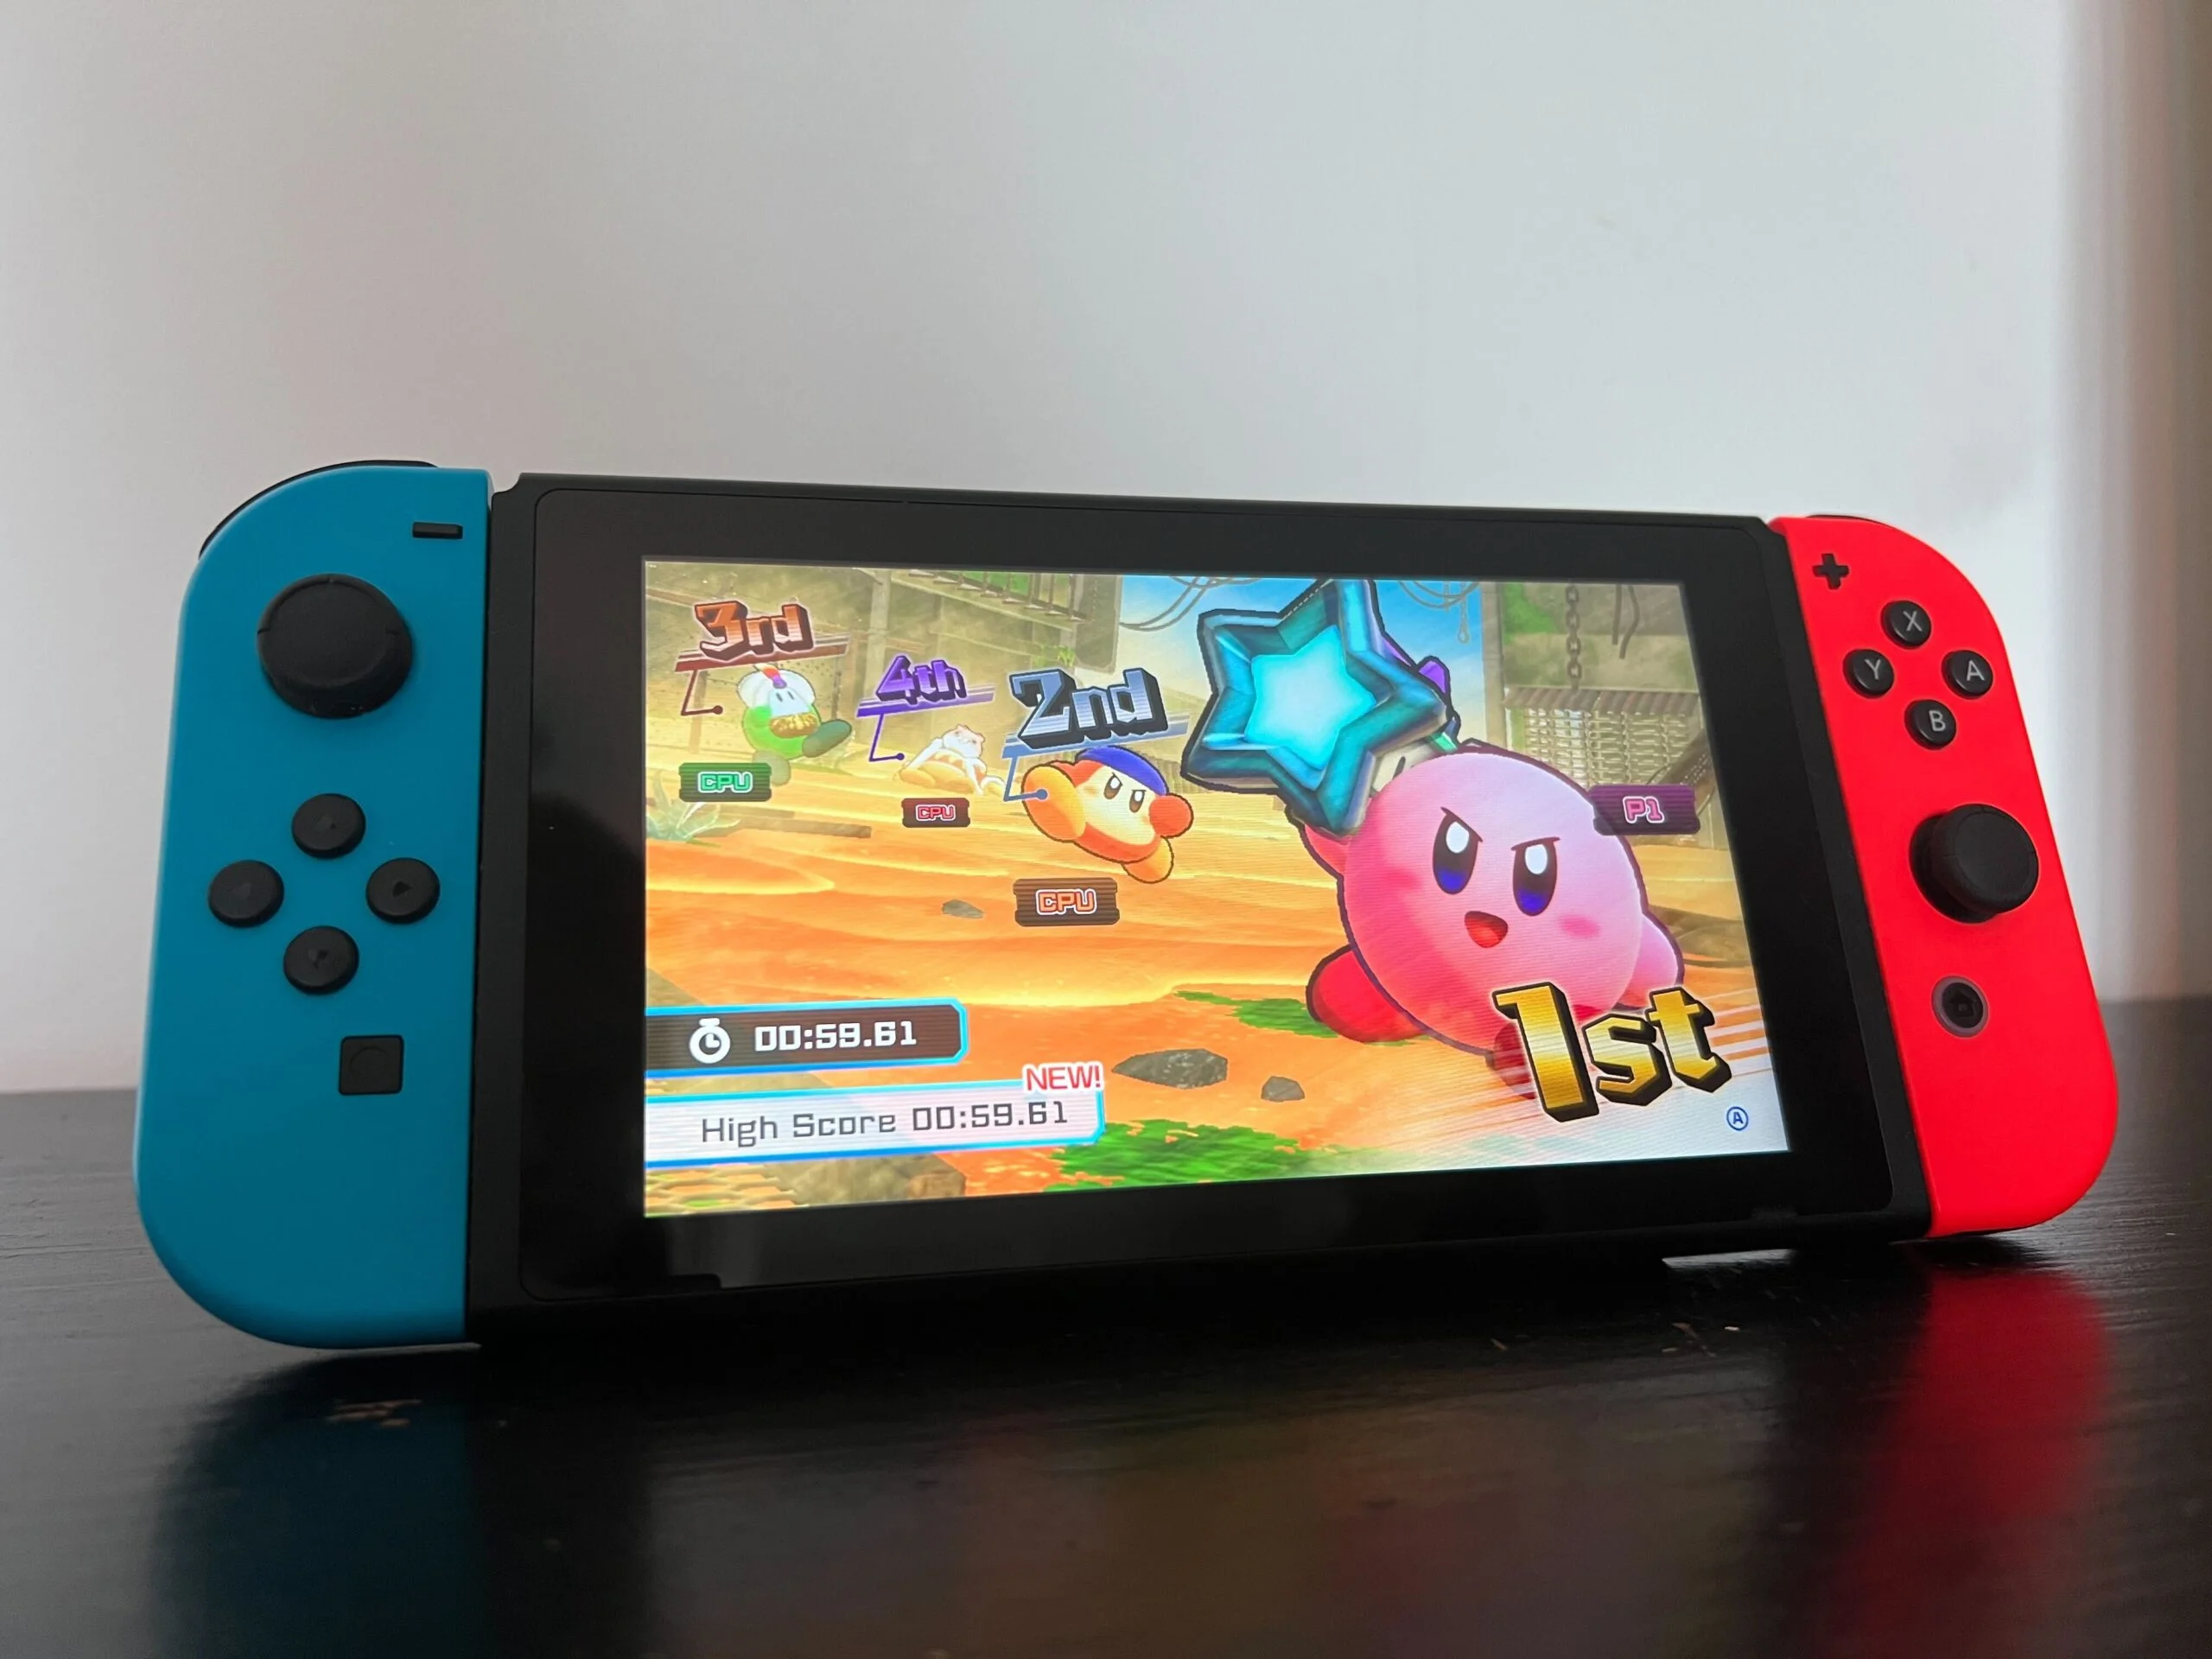 3rd
4th
2nd
CPU
CPU
CPU
P1
1st
00:59.61
NEW!
High Score 00:59.61
A
X
Y
A
B